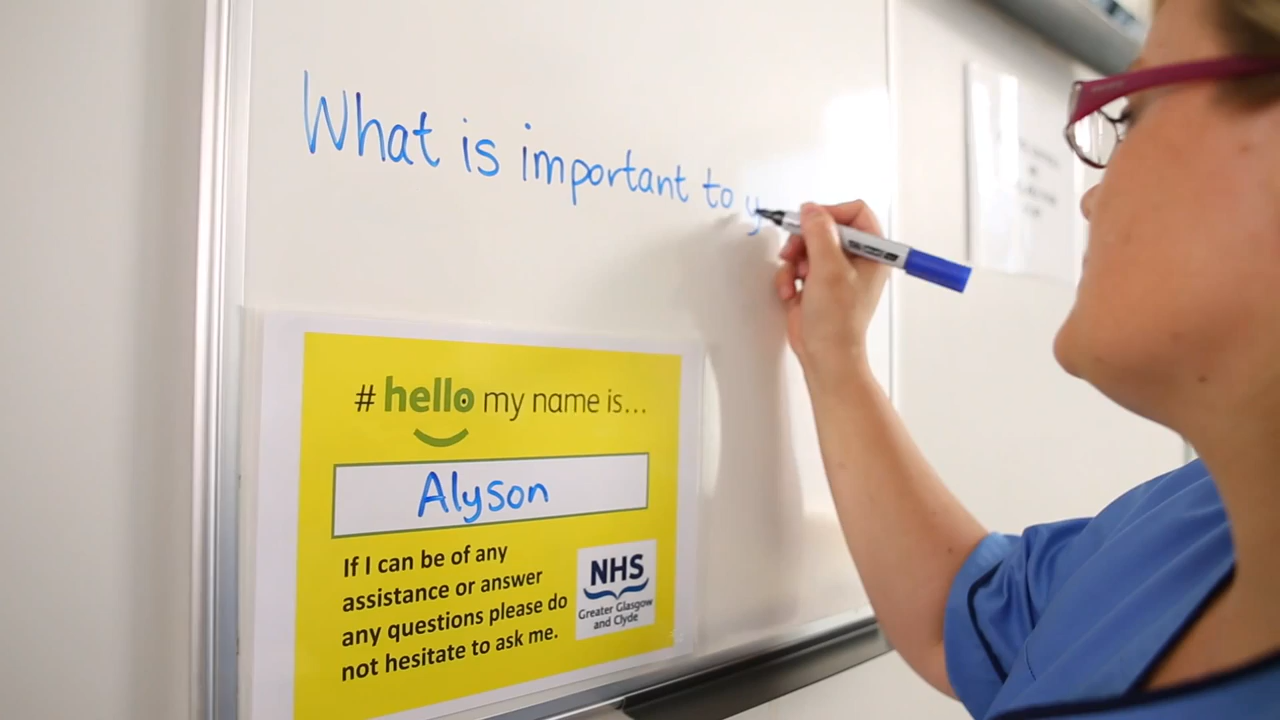 What is important to y
# hello my name is...
Alyson
If I can be of any
assistance or answer
any questions please do
not hesitate to ask me.
NHS
Greater Glasgow
and Clyde